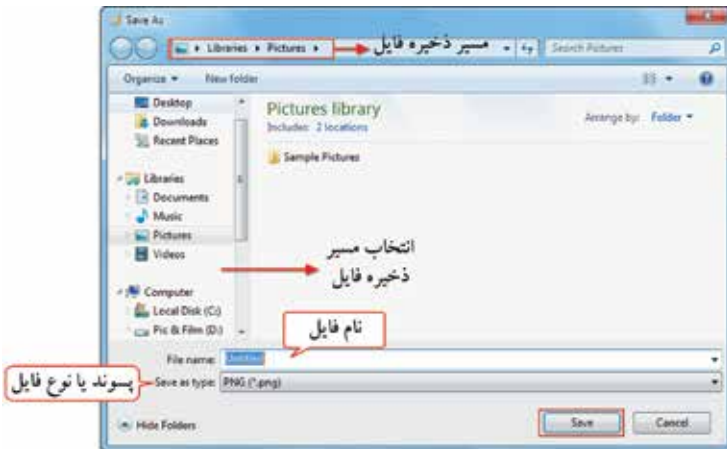 Save As
Libraries ▸ Pictures ▸ مسیر ذخیره فایل Search Pictures
Organize New folder
Desktop
Downloads
Recent Places
Libraries
Documents
Music
Pictures
Videos
Computer
Local Disk (C:)
Pic & Film (D:)
Pictures library
Includes: 2 locations
Arrange by: Folder
Sample Pictures
انتخاب مسیر
ذخیره فایل
نام فایل
File name: Untitled
پسوند یا نوع فایل Save as type: PNG (*.png)
Hide Folders Save Cancel